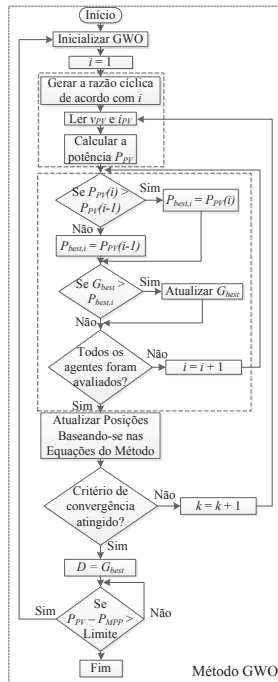 Início
Inicializar GWO
i = 1
Gerar a razão cíclica
de acordo com i
Ler vPV e iPV
Calcular a
potência PPV
Se PPV(i) >
PPV(i-1)
Sim
Pbest,i = PPV(i)
Não
Pbest,i = PPV(i-1)
Se Gbest >
Pbest,i
Sim
Atualizar Gbest
Não
Todos os
agentes foram
avaliados?
Não
i = i + 1
Sim
Atualizar Posições
Baseando-se nas
Equações do Método
Critério de
convergência
atingido?
Não
k = k + 1
Sim
D = Gbest
Sim
Se
PPV – PMPP >
Limite
Não
Fim
Método GWO